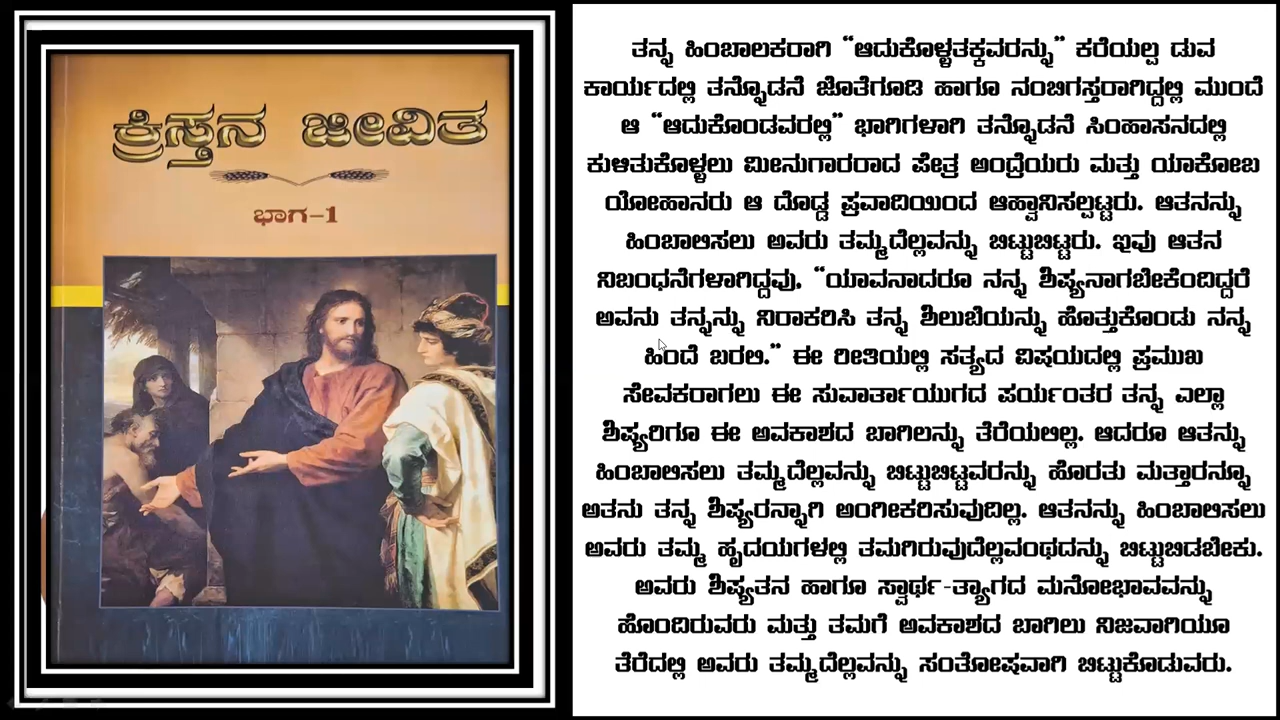 ಕ್ರಿಸ್ತನ ಜೀವಿತ
ಭಾಗ-1
ತನ್ನ ಹಿಂಬಾಲಕರಾಗಿ “ಆದುಕೊಳ್ಳತಕ್ಕವರನ್ನು” ಕರೆಯಲ್ಪ ಡುವ
ಕಾರ್ಯದಲ್ಲಿ ತನ್ನೊಡನೆ ಜೊತೆಗೂಡಿ ಹಾಗೂ ನಂಬಿಗಸ್ತರಾಗಿದ್ದಲ್ಲಿ ಮುಂದೆ
ಆ “ಆದುಕೊಂಡವರಲ್ಲಿ” ಭಾಗಿಗಳಾಗಿ ತನ್ನೊಡನೆ ಸಿಂಹಾಸನದಲ್ಲಿ
ಕುಳಿತುಕೊಳ್ಳಲು ಮೀನುಗಾರರಾದ ಪೇತ್ರ ಅಂದ್ರೆಯರು ಮತ್ತು ಯಾಕೋಬ
ಯೋಹಾನರು ಆ ದೊಡ್ಡ ಪ್ರವಾದಿಯಿಂದ ಆಹ್ವಾನಿಸಲ್ಪಟ್ಟರು. ಆತನನ್ನು
ಹಿಂಬಾಲಿಸಲು ಅವರು ತಮ್ಮದೆಲ್ಲವನ್ನು ಬಿಟ್ಟುಬಿಟ್ಟರು. ಇವು ಆತನ
ನಿಬಂಧನೆಗಳಾಗಿದ್ದವು, “ಯಾವನಾದರೂ ನನ್ನ ಶಿಷ್ಯನಾಗಬೇಕೆಂದಿದ್ದರೆ
ಅವನು ತನ್ನನ್ನು ನಿರಾಕರಿಸಿ ತನ್ನ ಶಿಲುಬೆಯನ್ನು ಹೊತ್ತುಕೊಂಡು ನನ್ನ
ಹಿಂದೆ ಬರಲಿ.” ಈ ರೀತಿಯಲ್ಲಿ ಸತ್ಯದ ವಿಷಯದಲ್ಲಿ ಪ್ರಮುಖ
ಸೇವಕರಾಗಲು ಈ ಸುವಾರ್ತಾಯುಗದ ಪರ್ಯಂತರ ತನ್ನ ಎಲ್ಲಾ
ಶಿಷ್ಯರಿಗೂ ಈ ಅವಕಾಶದ ಬಾಗಿಲನ್ನು ತೆರೆಯಲಿಲ್ಲ. ಆದರೂ ಆತನ್ನು
ಹಿಂಬಾಲಿಸಲು ತಮ್ಮದೆಲ್ಲವನ್ನು ಬಿಟ್ಟುಬಿಟ್ಟವರನ್ನು ಹೊರತು ಮತ್ತಾರನ್ನೂ
ಅತನು ತನ್ನ ಶಿಷ್ಯರನ್ನಾಗಿ ಅಂಗೀಕರಿಸುವುದಿಲ್ಲ. ಆತನನ್ನು ಹಿಂಬಾಲಿಸಲು
ಅವರು ತಮ್ಮ ಹೃದಯಗಳಲ್ಲಿ ತಮಗಿರುವುದೆಲ್ಲವಂಥದನ್ನು ಬಿಟ್ಟುಬಿಡಬೇಕು.
ಅವರು ಶಿಷ್ಯತನ ಹಾಗೂ ಸ್ವಾರ್ಥ-ತ್ಯಾಗದ ಮನೋಭಾವವನ್ನು
ಹೊಂದಿರುವರು ಮತ್ತು ತಮಗೆ ಅವಕಾಶದ ಬಾಗಿಲು ನಿಜವಾಗಿಯೂ
ತೆರೆದಲ್ಲಿ ಅವರು ತಮ್ಮದೆಲ್ಲವನ್ನು ಸಂತೋಷವಾಗಿ ಬಿಟ್ಟುಕೊಡುವರು.